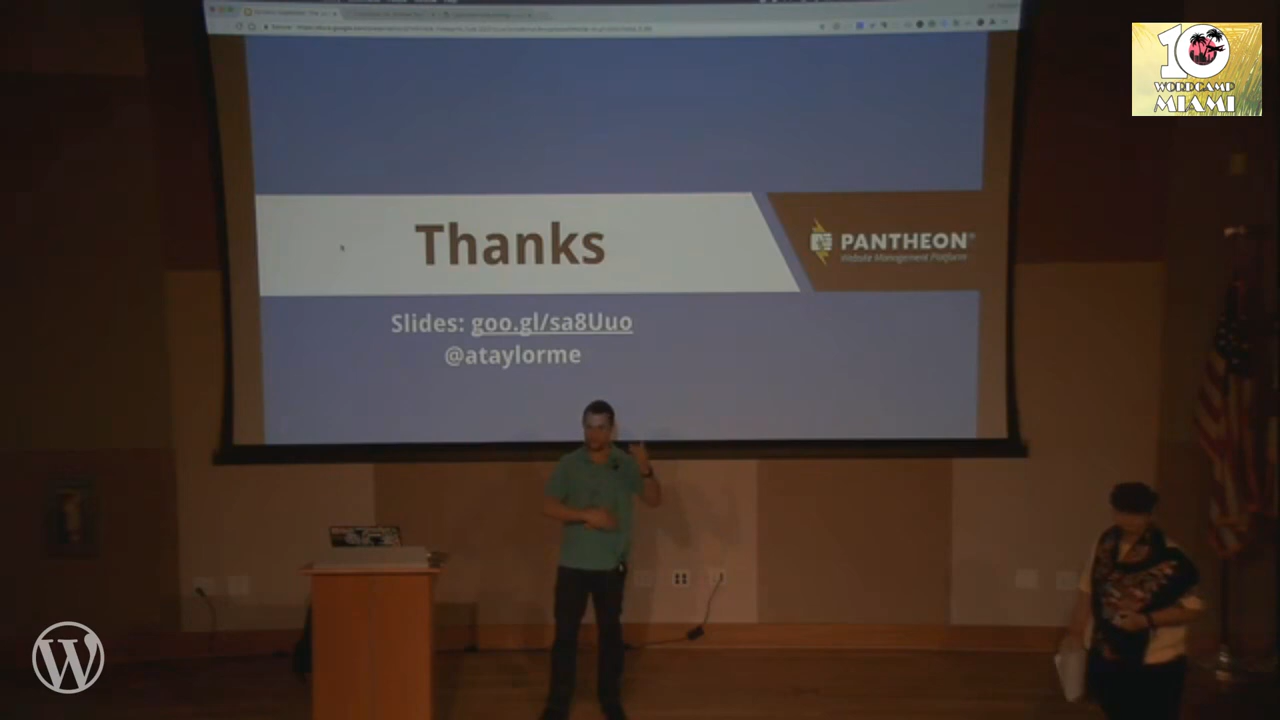 10
WORDCAMP
MIAMI
Thanks
PANTHEON®
Website Management Platform
Slides: goo.gl/sa8Uuo
@ataylorme
W